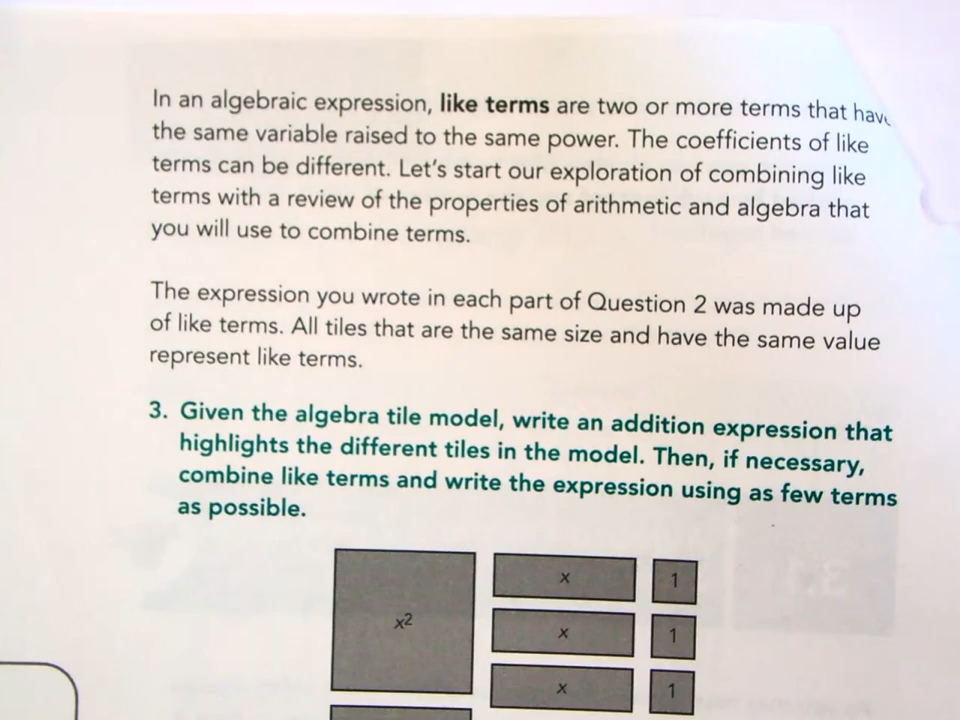 In an algebraic expression, like terms are two or more terms that have
the same variable raised to the same power. The coefficients of like
terms can be different. Let's start our exploration of combining like
terms with a review of the properties of arithmetic and algebra that
you will use to combine terms.
The expression you wrote in each part of Question 2 was made up
of like terms. All tiles that are the same size and have the same value
represent like terms.
3. Given the algebra tile model, write an addition expression that
highlights the different tiles in the model. Then, if necessary,
combine like terms and write the expression using as few terms
as possible.
x 1
x² x 1
x 1